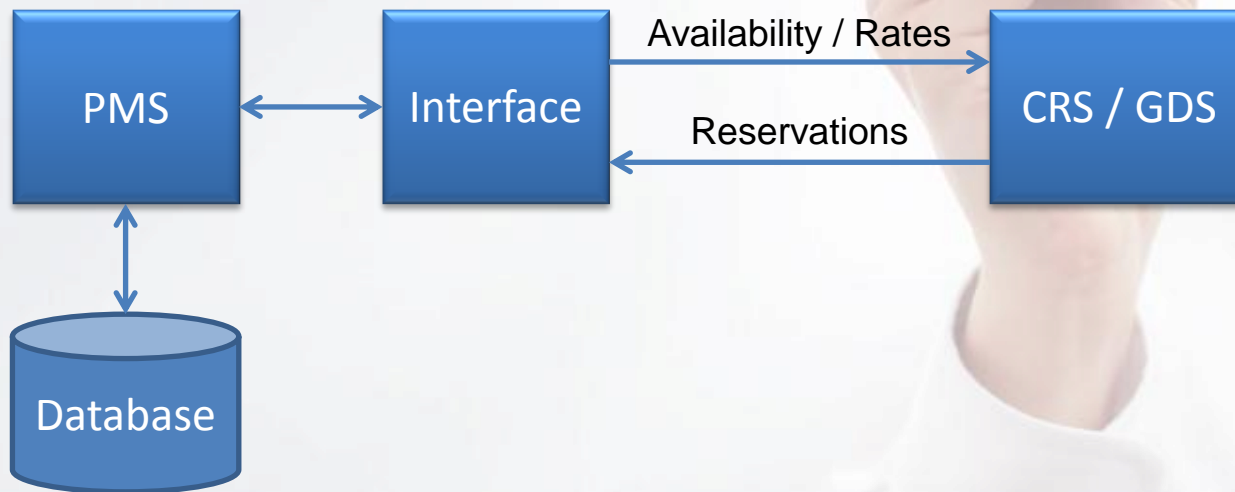 PMS
Interface
Availability / Rates
Reservations
CRS / GDS
Database